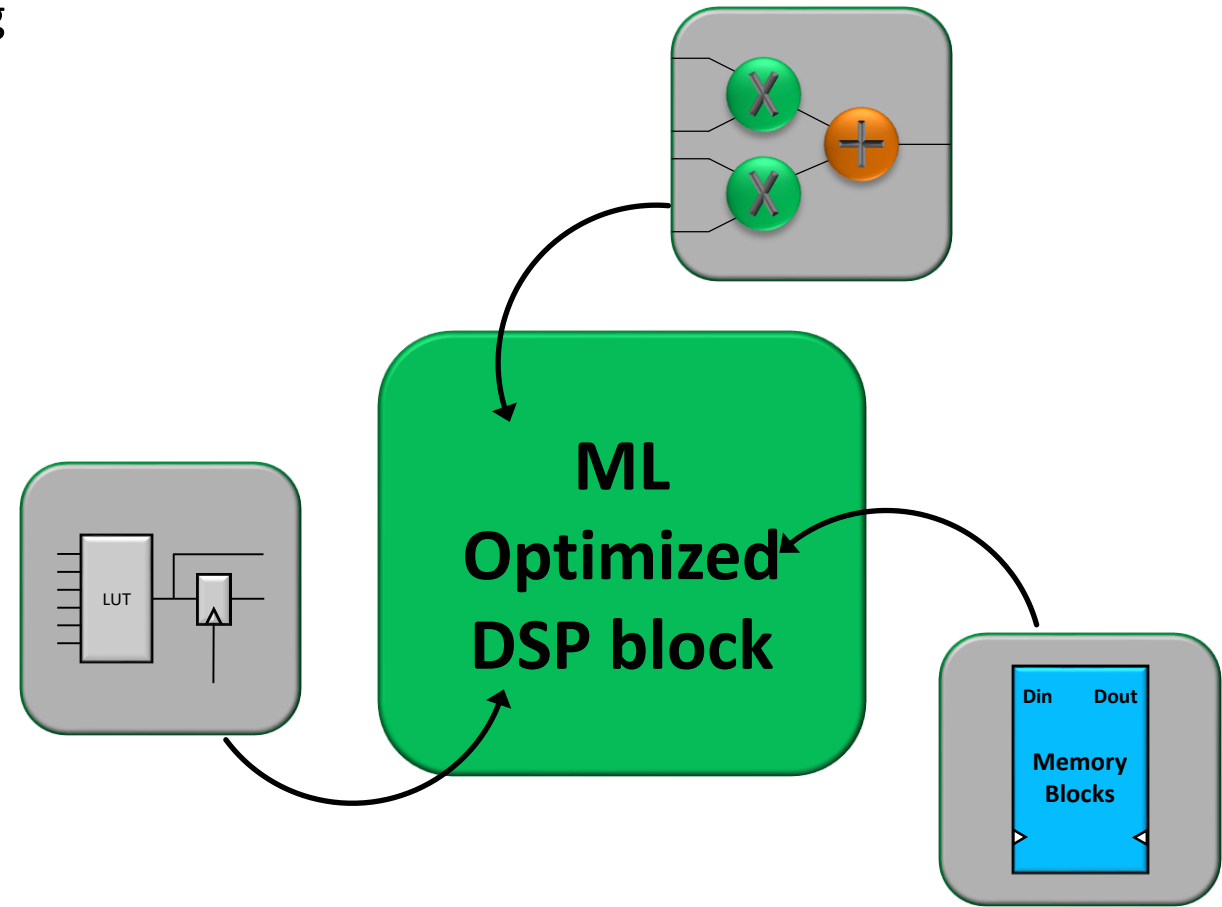 g
X
X
+
ML
Optimized
DSP block
LUT
Din Dout
Memory
Blocks